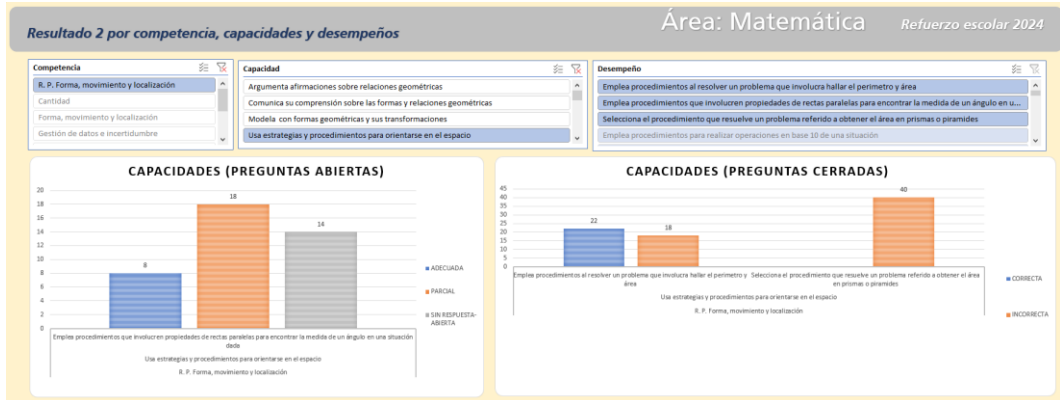 Resultado 2 por competencia, capacidades y desempeños
Área: Matemática
Refuerzo escolar 2024
Competencia
R. P. Forma, movimiento y localización
Cantidad
Forma, movimiento y localización
Gestión de datos e incertidumbre
Capacidad
Argumenta afirmaciones sobre relaciones geométricas
Comunica su comprensión sobre las formas y relaciones geométricas
Modela con formas geométricas y sus transformaciones
Usa estrategias y procedimientos para orientarse en el espacio
Desempeño
Emplea procedimientos al resolver un problema que involucra hallar el perimetro y área
Emplea procedimientos que involucren propiedades de rectas paralelas para encontrar la medida de un ángulo en u...
Selecciona el procedimiento que resuelve un problema referido a obtener el área en prismas o piramides
Emplea procedimientos para realizar operaciones en base 10 de una situación
CAPACIDADES (PREGUNTAS ABIERTAS)
20
18
16
14
12
10
8
6
4
2
0
8
18
14
ADECUADA
PARCIAL
SIN RESPUESTA-
ABIERTA
Emplea procedimientos que involucren propiedades de rectas paralelas para encontrar la medida de un ángulo en una situación
dada
Usa estrategias y procedimientos para orientarse en el espacio
R. P. Forma, movimiento y localización
CAPACIDADES (PREGUNTAS CERRADAS)
45
40
35
30
25
20
15
10
5
0
22
18
40
CORRECTA
INCORRECTA
Emplea procedimientos al resolver un problema que involucra hallar el perimetro y
área
Selecciona el procedimiento que resuelve un problema referido a obtener el área
en prismas o piramides
Usa estrategias y procedimientos para orientarse en el espacio
R. P. Forma, movimiento y localización